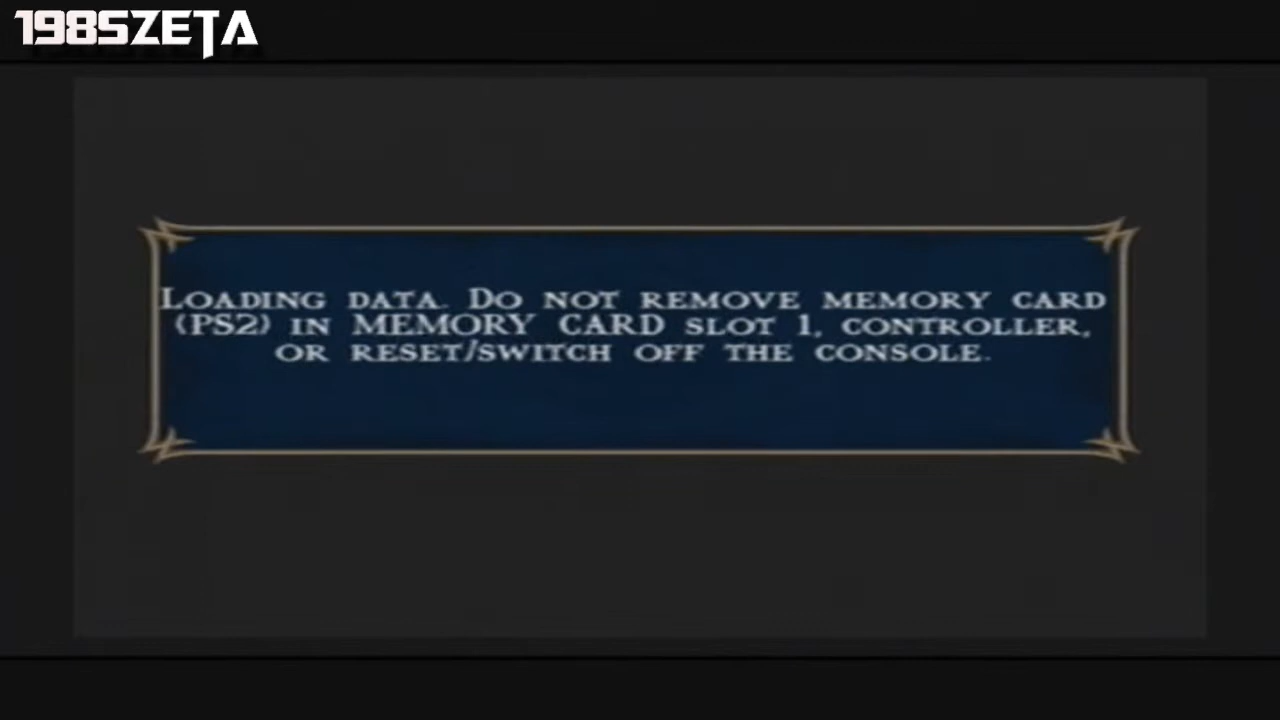 1985ZETA
Loading data. Do not remove memory card
(PS2) in MEMORY CARD slot 1, controller,
or reset/switch off the console.